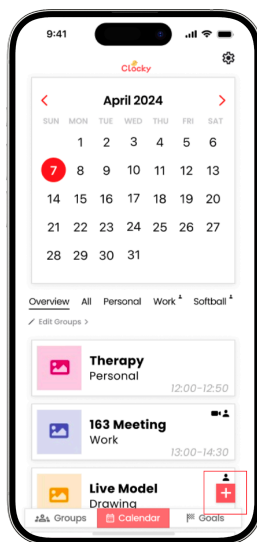 9:41
Clocky
April 2024
SUN MON TUE WED THU FRI SAT
1 2 3 4 5 6
7 8 9 10 11 12 13
14 15 16 17 18 19 20
21 22 23 24 25 26 27
28 29 30 31
Overview All Personal Work Softball
Edit Groups >
Therapy
Personal
12:00-12:50
163 Meeting
Work
13:00-14:30
Live Model
Drawing
Groups Calendar Goals